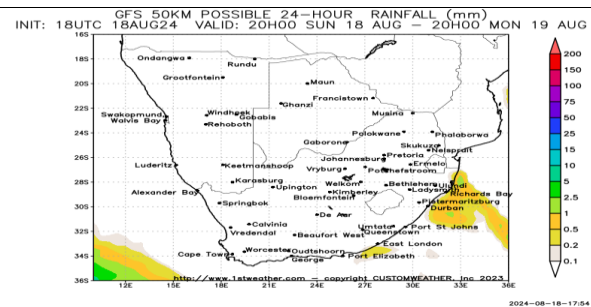 GFS 50KM POSSIBLE 24-HOUR RAINFALL (mm)
INIT: 18UTC 18AUG24 VALID: 20H00 SUN 18 AUG - 20H00 MON 19 AUG
16S
18S
20S
22S
24S
26S
28S
30S
32S
34S
36S
Ondangwa
Rundu
Grootfontein
Maun
Ghanzi
Francistown
Swakopmund
Walvis Bay
Windhoek
Gobabis
Rehoboth
Musina
Polokwane
Phalaborwa
Gaborone
Skukuza
Nelspruit
Pretoria
Johannesburg
Luderitz
Keetmanshoop
Vryburg
Potchefstroom
Ermelo
Karasburg
Upington
Welkom
Bethlehem
Ulundi
Alexander Bay
Kimberley
Ladysmith
Richards Bay
Bloemfontein
Springbok
Pietermaritzburg
Durban
De Aar
Calvinia
Vredendal
Umtata
Port St Johns
Beaufort West
Queenstown
East London
Worcester
Oudtshoorn
Cape Town
George
Port Elizabeth
http://www.1stweather.com - copyright CUSTOMWEATHER, Inc 2023
12E 15E 18E 21E 24E 27E 30E 33E 36E
200
150
100
75
50
25
15
10
5
2.5
1
0.5
0.2
0.1
2024-08-18-17:54